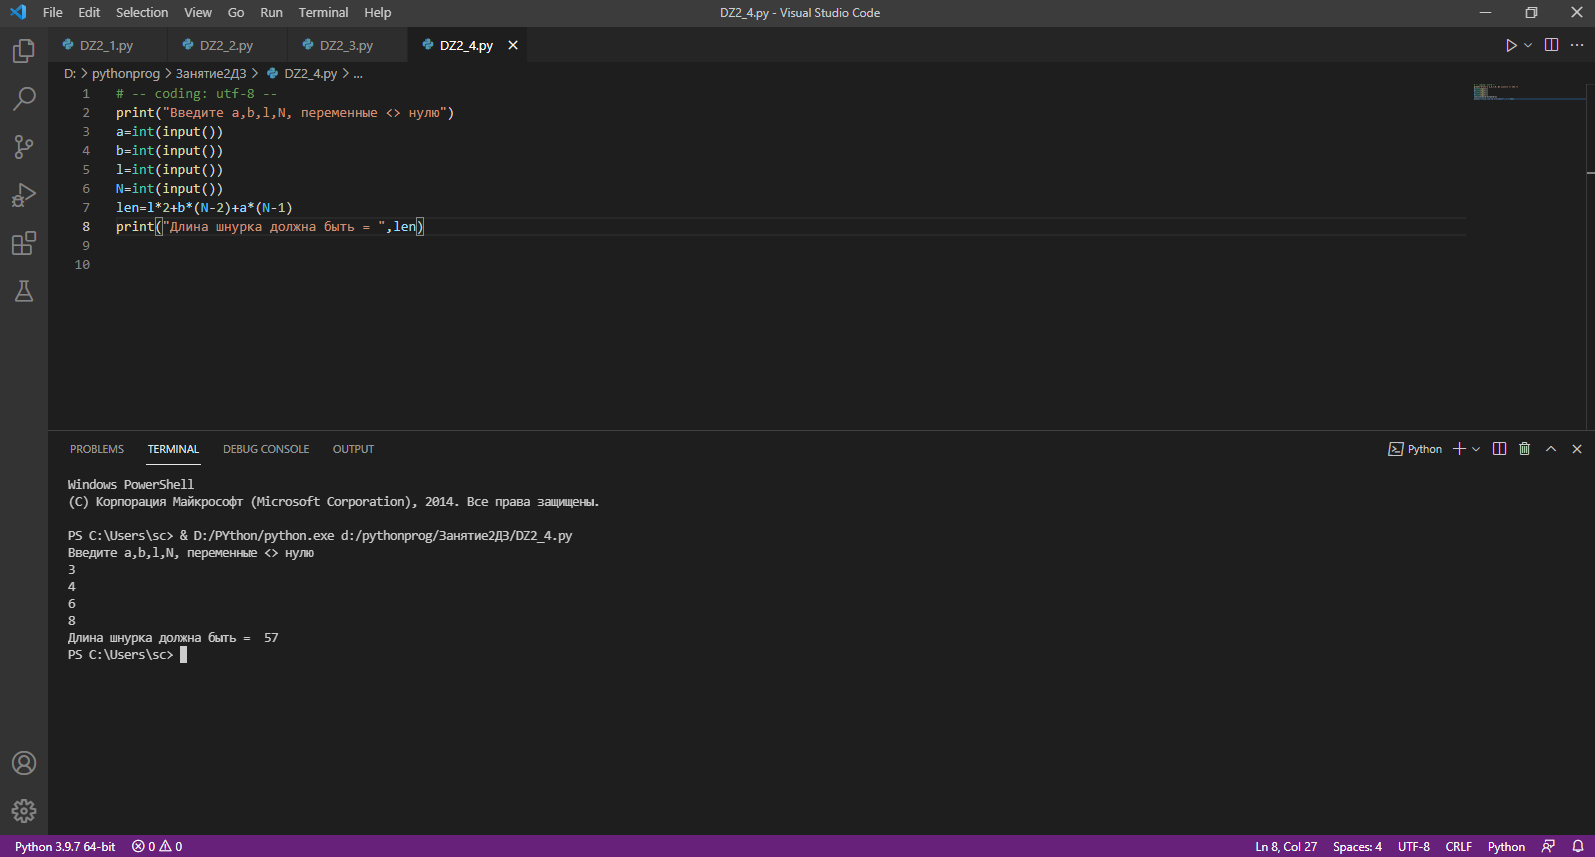 File Edit Selection View Go Run Terminal Help DZ2_4.py - Visual Studio Code
DZ2_1.py DZ2_2.py DZ2_3.py DZ2_4.py
D: > pythonprog > Занятие2ДЗ > DZ2_4.py > ...
1 # -- coding: utf-8 --
2 print("Введите a,b,l,N, переменные <> нулю")
3 a=int(input())
4 b=int(input())
5 l=int(input())
6 N=int(input())
7 len=l*2+b*(N-2)+a*(N-1)
8 print("Длина шнурка должна быть = ",len)
9
10
PROBLEMS TERMINAL DEBUG CONSOLE OUTPUT Python
Windows PowerShell
(C) Корпорация Майкрософт (Microsoft Corporation), 2014. Все права защищены.
PS C:\Users\sc> & D:/PYthon/python.exe d:/pythonprog/Занятие2ДЗ/DZ2_4.py
Введите a,b,l,N, переменные <> нулю
3
4
6
8
Длина шнурка должна быть =  57
PS C:\Users\sc>
Python 3.9.7 64-bit 0 0 Ln 8, Col 27 Spaces: 4 UTF-8 CRLF Python